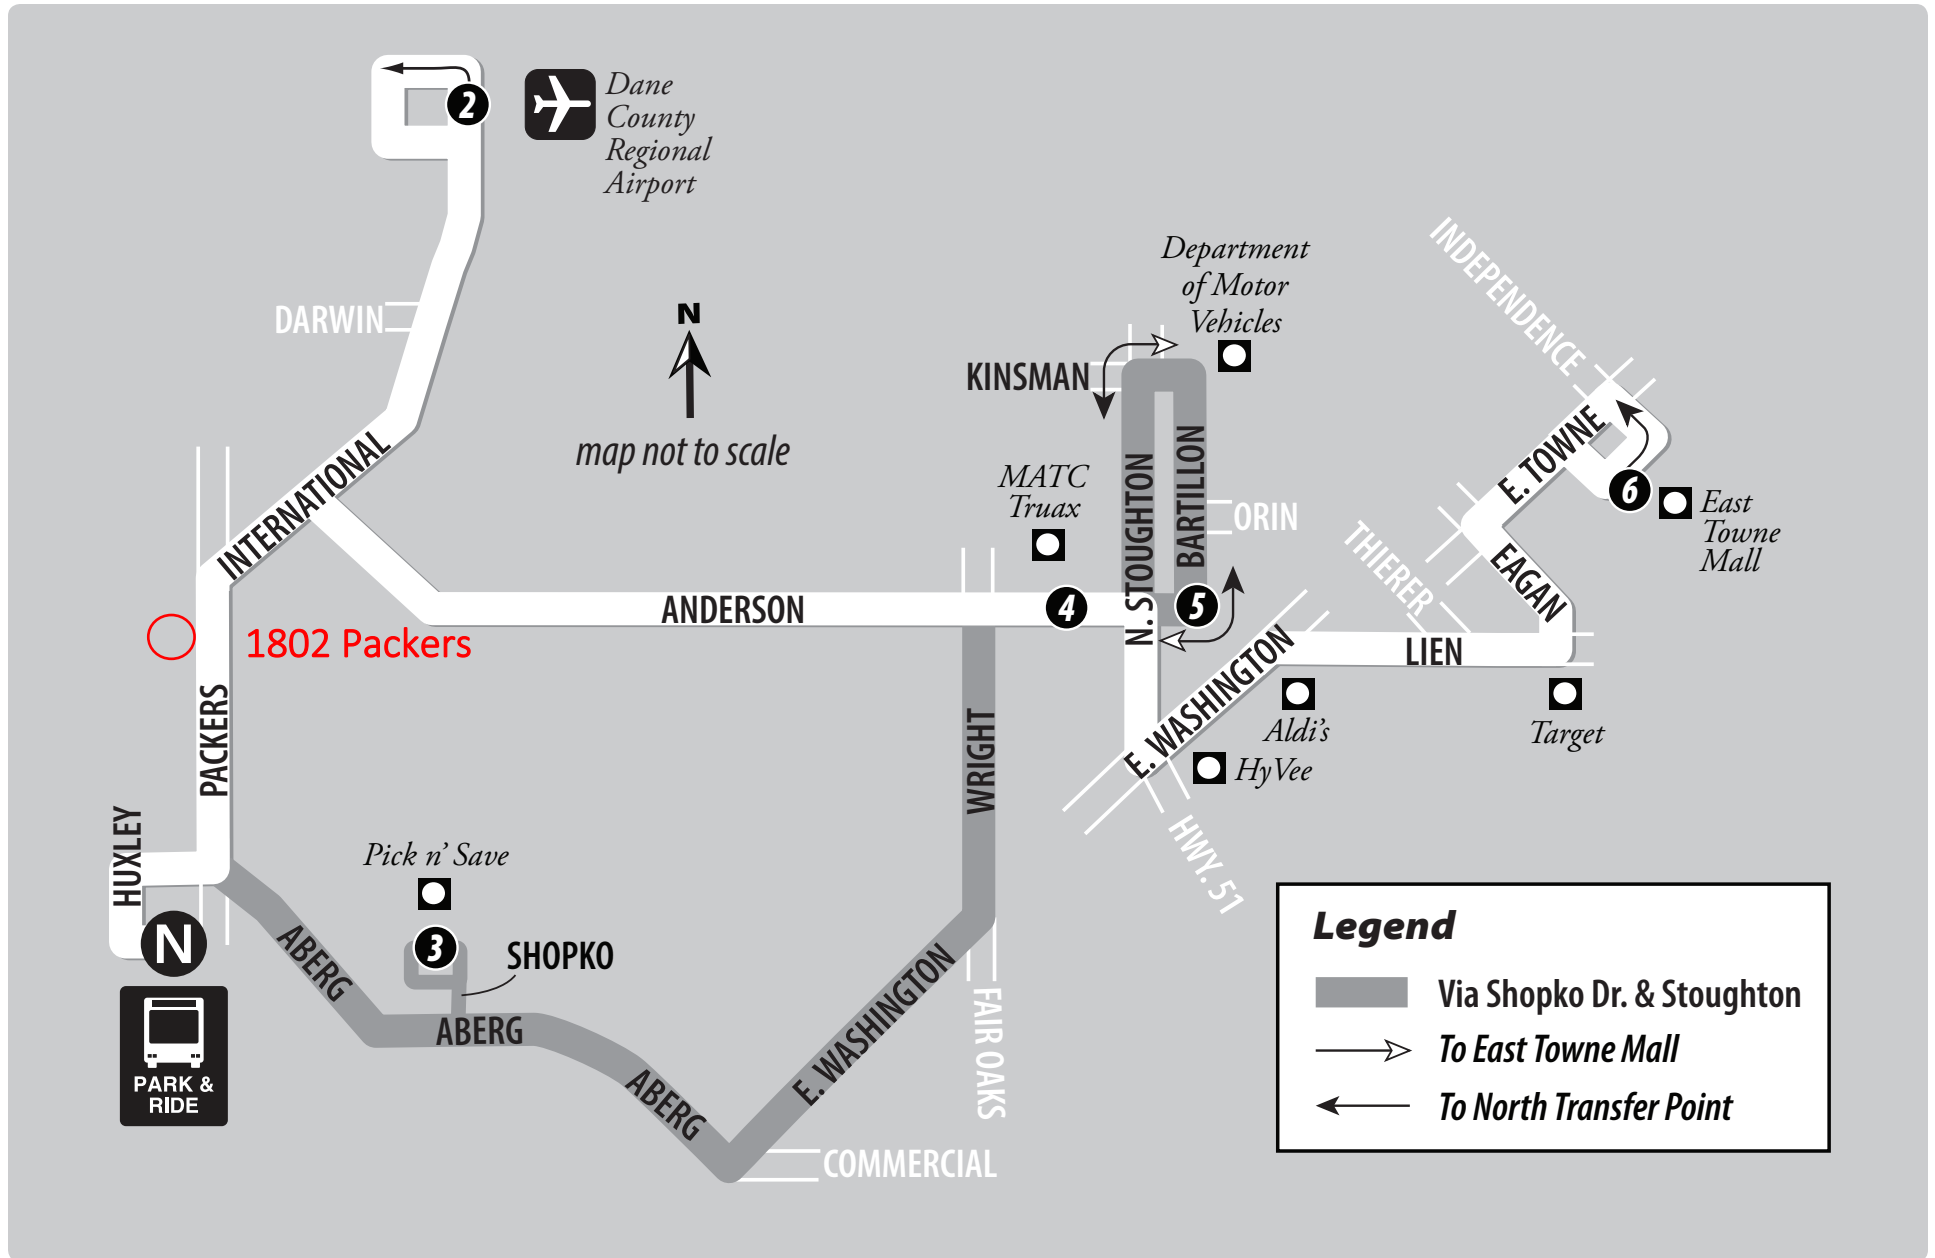 2
Dane
County
Regional
Airport
DARWIN
N
map not to scale
INTERNATIONAL
1802 Packers
PACKERS
HUXLEY
N
PARK &
RIDE
Pick n’ Save
3
SHOPKO
ABERG
ABERG
ABERG
COMMERCIAL
E. WASHINGTON
FAIR OAKS
WRIGHT
ANDERSON
MATC
Truax
4
KINSMAN
Department
of Motor
Vehicles
N. STOUGHTON
BARTILLON
ORIN
5
E. WASHINGTON
HWY. 51
HyVee
Aldi’s
LIEN
THIERER
Target
EAGAN
E. TOWNE
INDEPENDENCE
6
East
Towne
Mall
Legend
Via Shopko Dr. & Stoughton
To East Towne Mall
To North Transfer Point